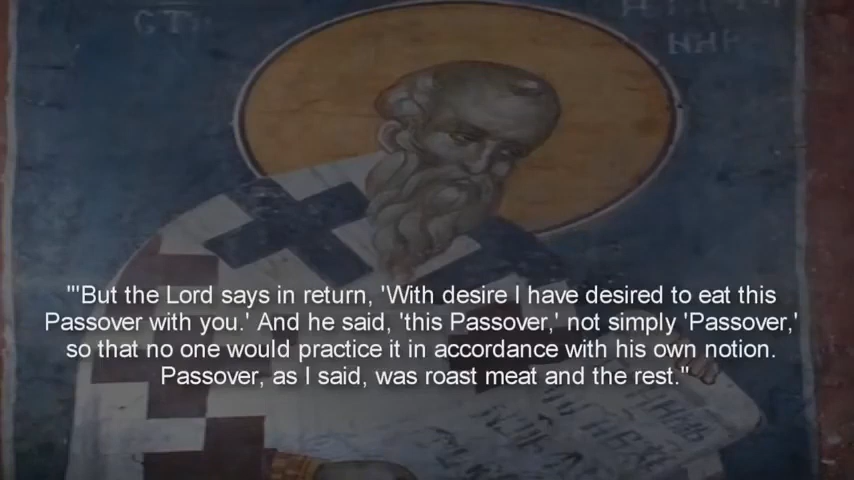 "'But the Lord says in return, 'With desire I have desired to eat this
Passover with you.' And he said, 'this Passover,' not simply 'Passover,'
so that no one would practice it in accordance with his own notion.
Passover, as I said, was roast meat and the rest."